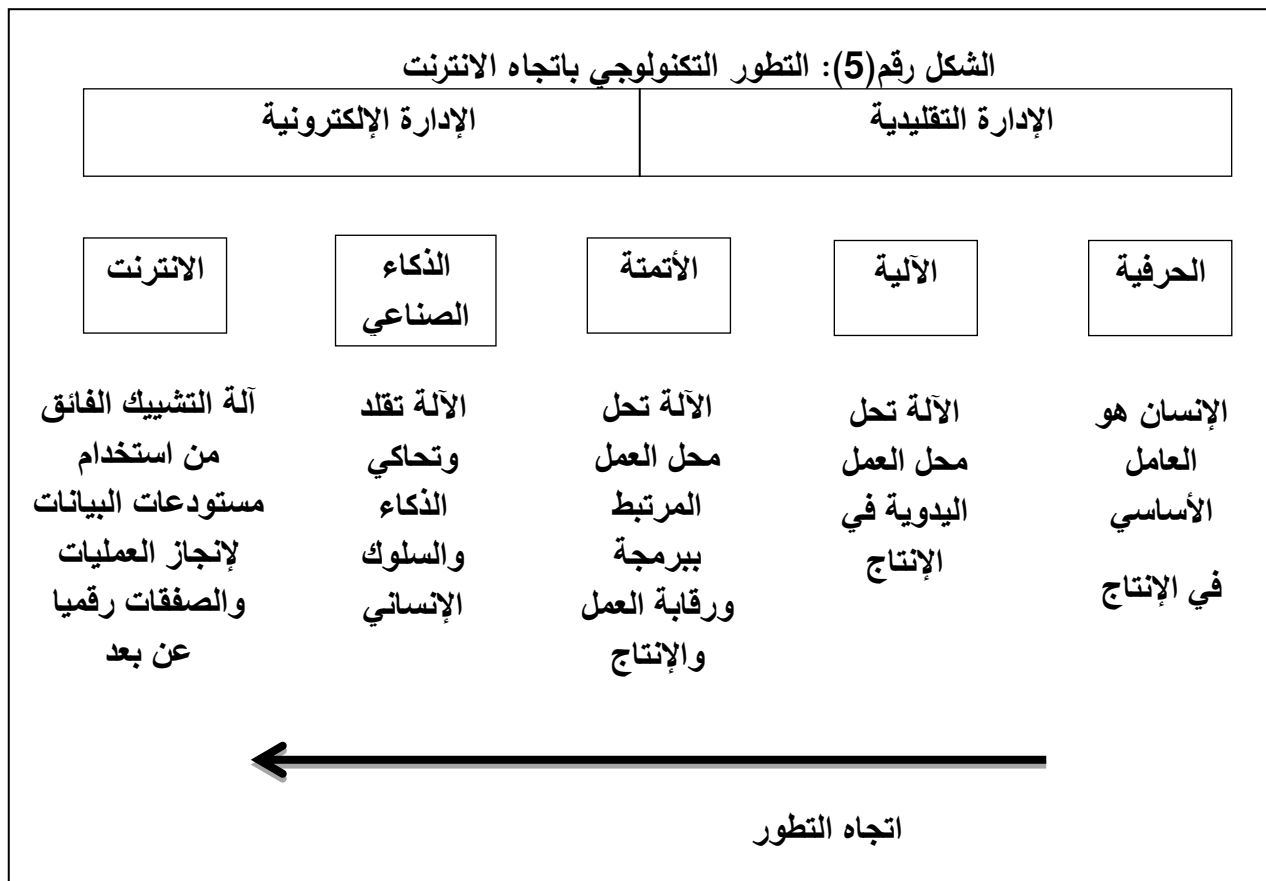 الشكل رقم(5): التطور التكنولوجي باتجاه الانترنت
الإدارة التقليدية
الإدارة الإلكترونية
الحرفية
الآلية
الأتمتة
الذكاء
الصناعي
الانترنت
الإنسان هو
العامل
الأساسي
في الإنتاج
الآلة تحل
محل العمل
اليدوية في
الإنتاج
الآلة تحل
محل العمل
المرتبط
ببرمجة
ورقابة العمل
والإنتاج
الآلة تقلد
وتحاكي
الذكاء
والسلوك
الإنساني
آلة التشييك الفائق
من استخدام
مستودعات البيانات
لإنجاز العمليات
والصفقات رقميا
عن بعد
اتجاه التطور